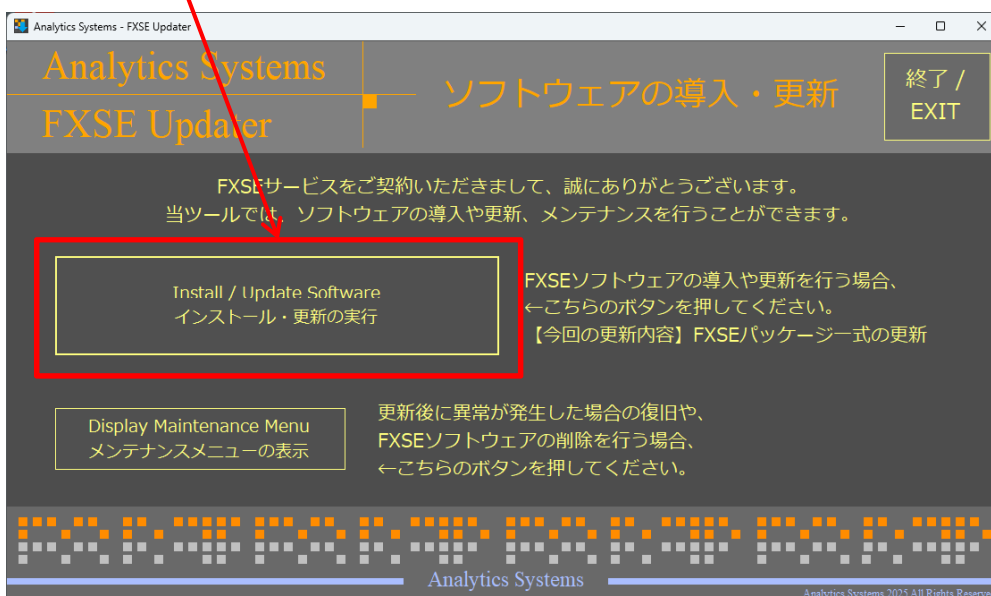 Analytics Systems - FXSE Updater
Analytics Systems
FXSE Updater
ソフトウェアの導入・更新
終了 /
EXIT
FXSEサービスをご契約いただきまして、誠にありがとうございます。
当ツールでは、ソフトウェアの導入や更新、メンテナンスを行うことができます。
Install / Update Software
インストール・更新の実行
FXSEソフトウェアの導入や更新を行う場合、
←こちらのボタンを押してください。
【今回の更新内容】FXSEパッケージ一式の更新
Display Maintenance Menu
メンテナンスメニューの表示
更新後に異常が発生した場合の復旧や、
FXSEソフトウェアの削除を行う場合、
←こちらのボタンを押してください。
Analytics Systems
Analytics Systems 2025 All Rights Reserve